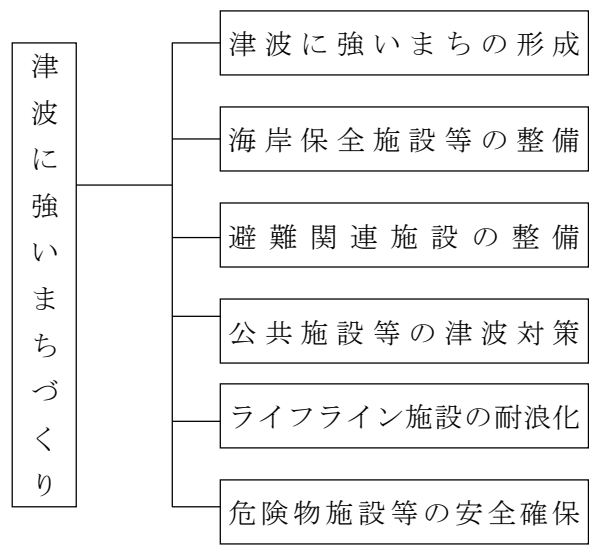 津波に強いまちづくり
津波に強いまちの形成
海岸保全施設等の整備
避難関連施設の整備
公共施設等の津波対策
ライフライン施設の耐浪化
危険物施設等の安全確保